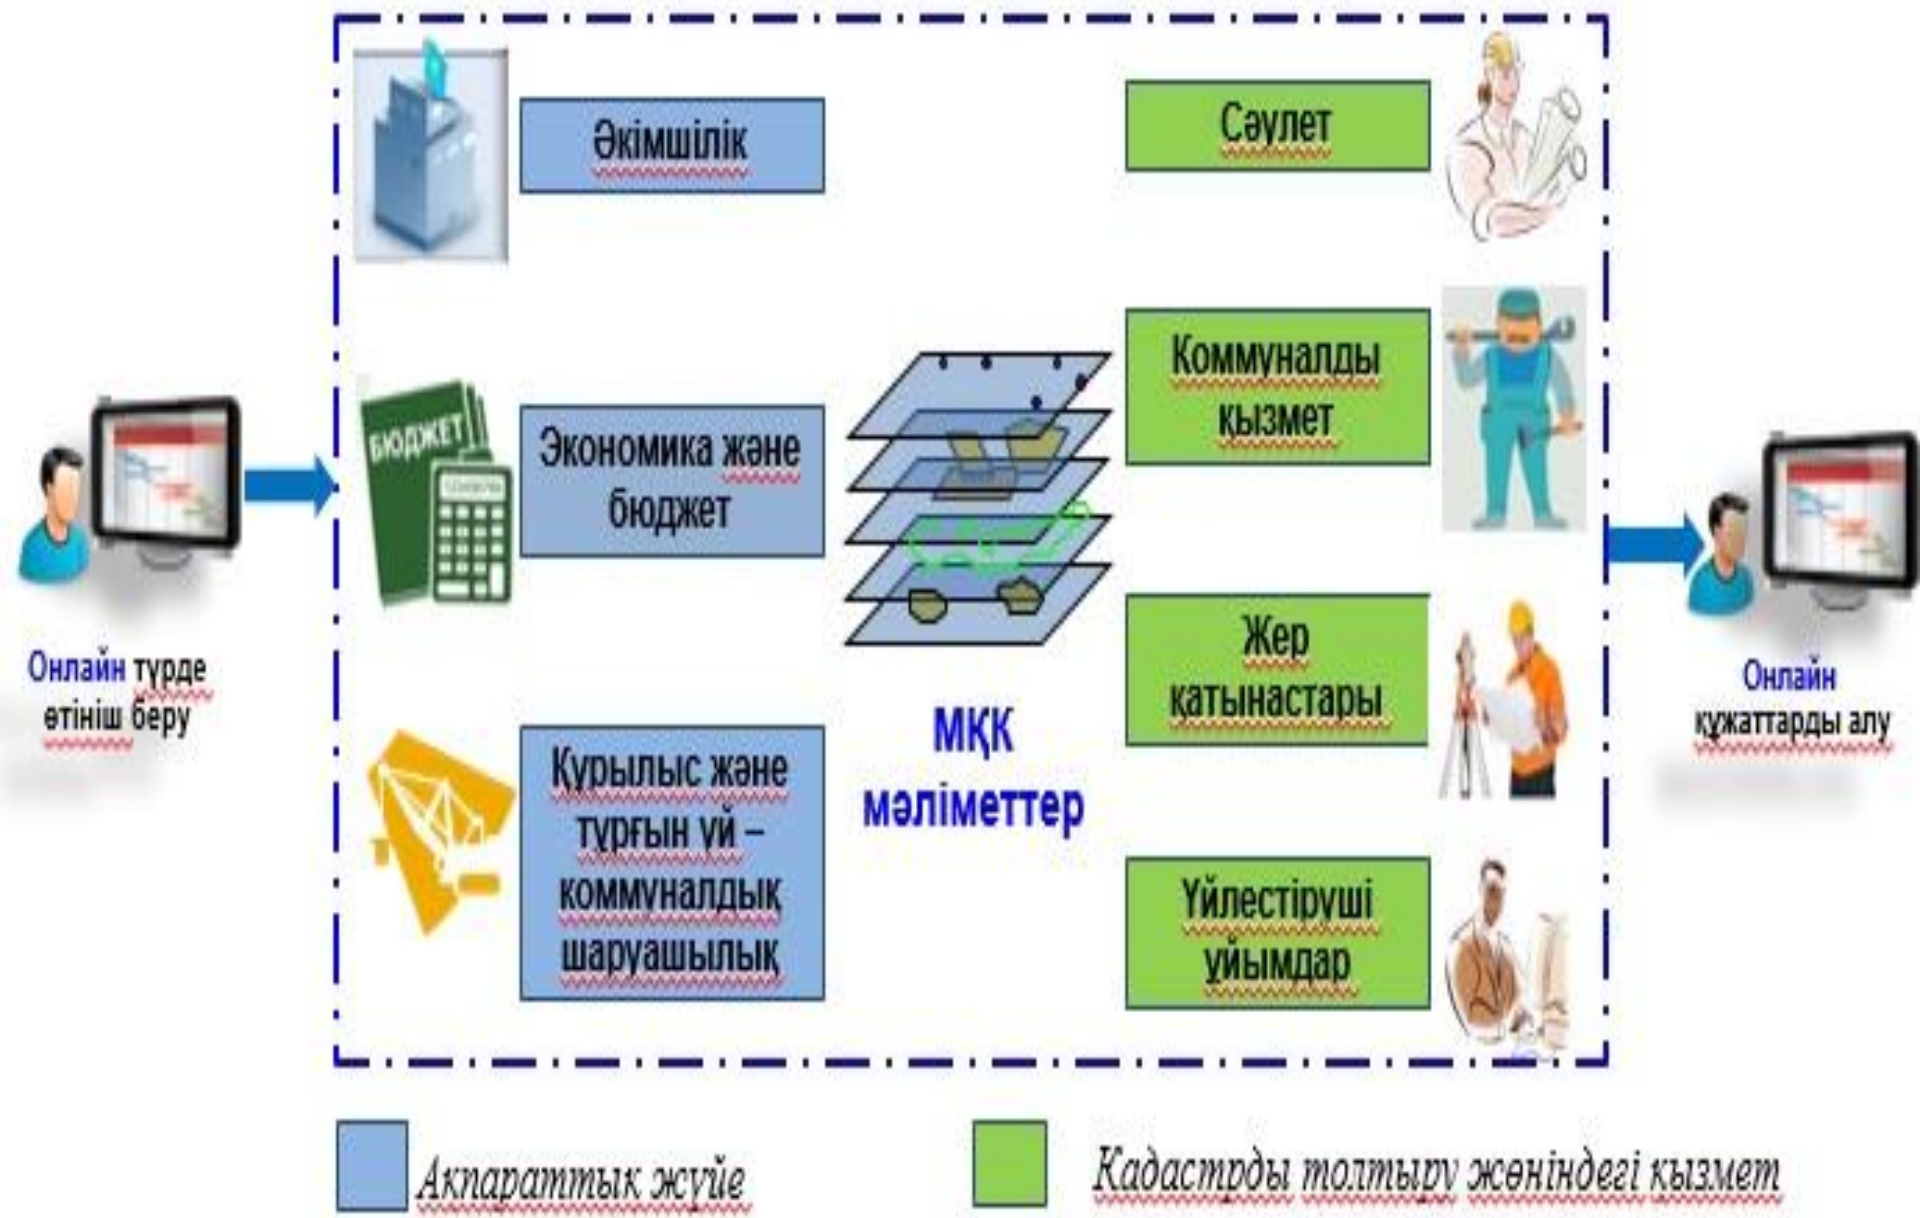 Әкімшілік
БЮДЖЕТ
Экономика және
бюджет
Құрылыс және
тұрғын үй –
коммуналдық
шаруашылық
Онлайн түрде
өтініш беру
МҚК
мәліметтер
Сәулет
Коммуналды
қызмет
Жер
қатынастары
Үйлестіруші
ұйымдар
Онлайн
құжаттарды алу
Ақпараттық жүйе
Кадастрды толтыру жөніндегі қызмет